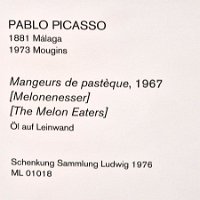 PABLO PICASSO
1881 Málaga
1973 Mougins
Mangeurs de pastèque, 1967
[Melonenesser]
[The Melon Eaters]
Öl auf Leinwand
Schenkung Sammlung Ludwig 1976
ML 01018